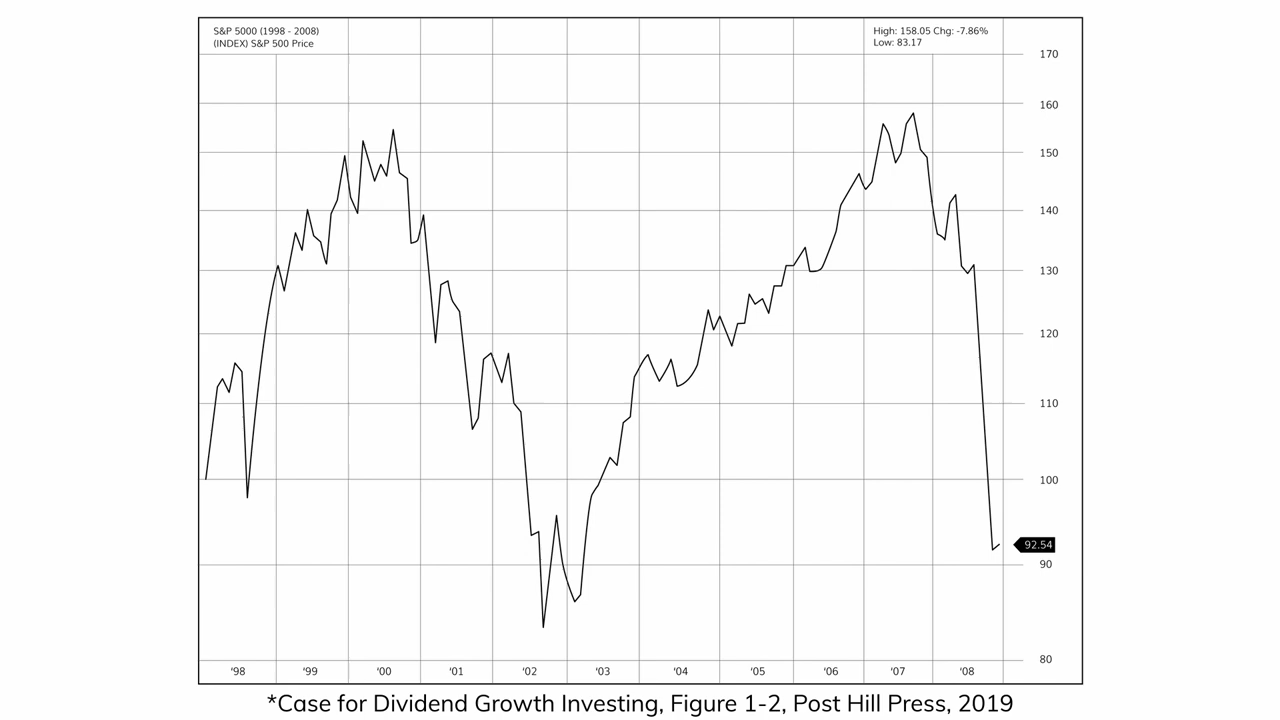 S&P 5000 (1998 - 2008)
(INDEX) S&P 500 Price
High: 158.05 Chg: -7.86%
Low: 83.17
170
160
150
140
130
120
110
100
92.54
90
80
'98 '99 '00 '01 '02 '03 '04 '05 '06 '07 '08
*Case for Dividend Growth Investing, Figure 1-2, Post Hill Press, 2019